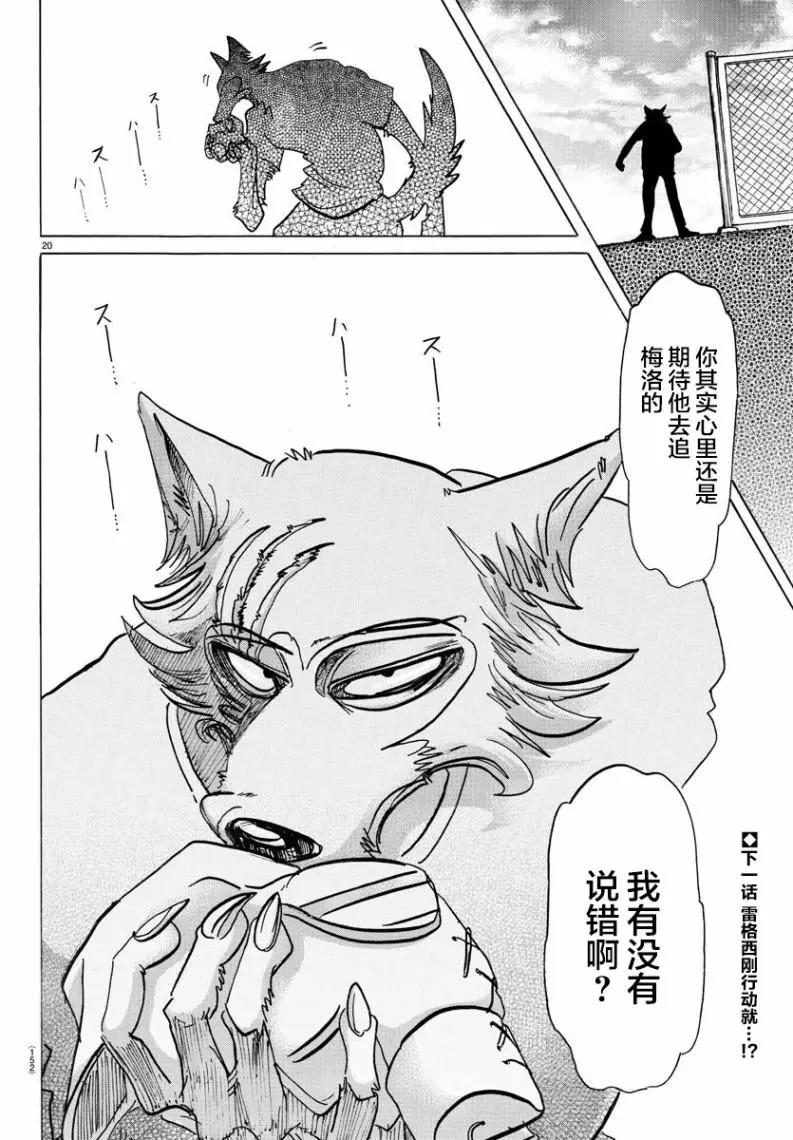 ス──…
ハ──…
ス──…
ハ──…
20
你其实心里还是
期待他去追
梅洛的
ス──…
ハ──…
ス──…
ハ──…
我有没有
说错啊？
◆下一话 雷格西刚行动就…!?
(152)